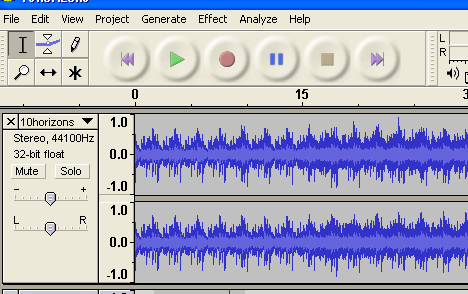 10horizons
File Edit View Project Generate Effect Analyze Help
L
R
0 15
10horizons
Stereo, 44100Hz
32-bit float
Mute Solo
- +
L R
1.0
0.0
-1.0
1.0
0.0
-1.0